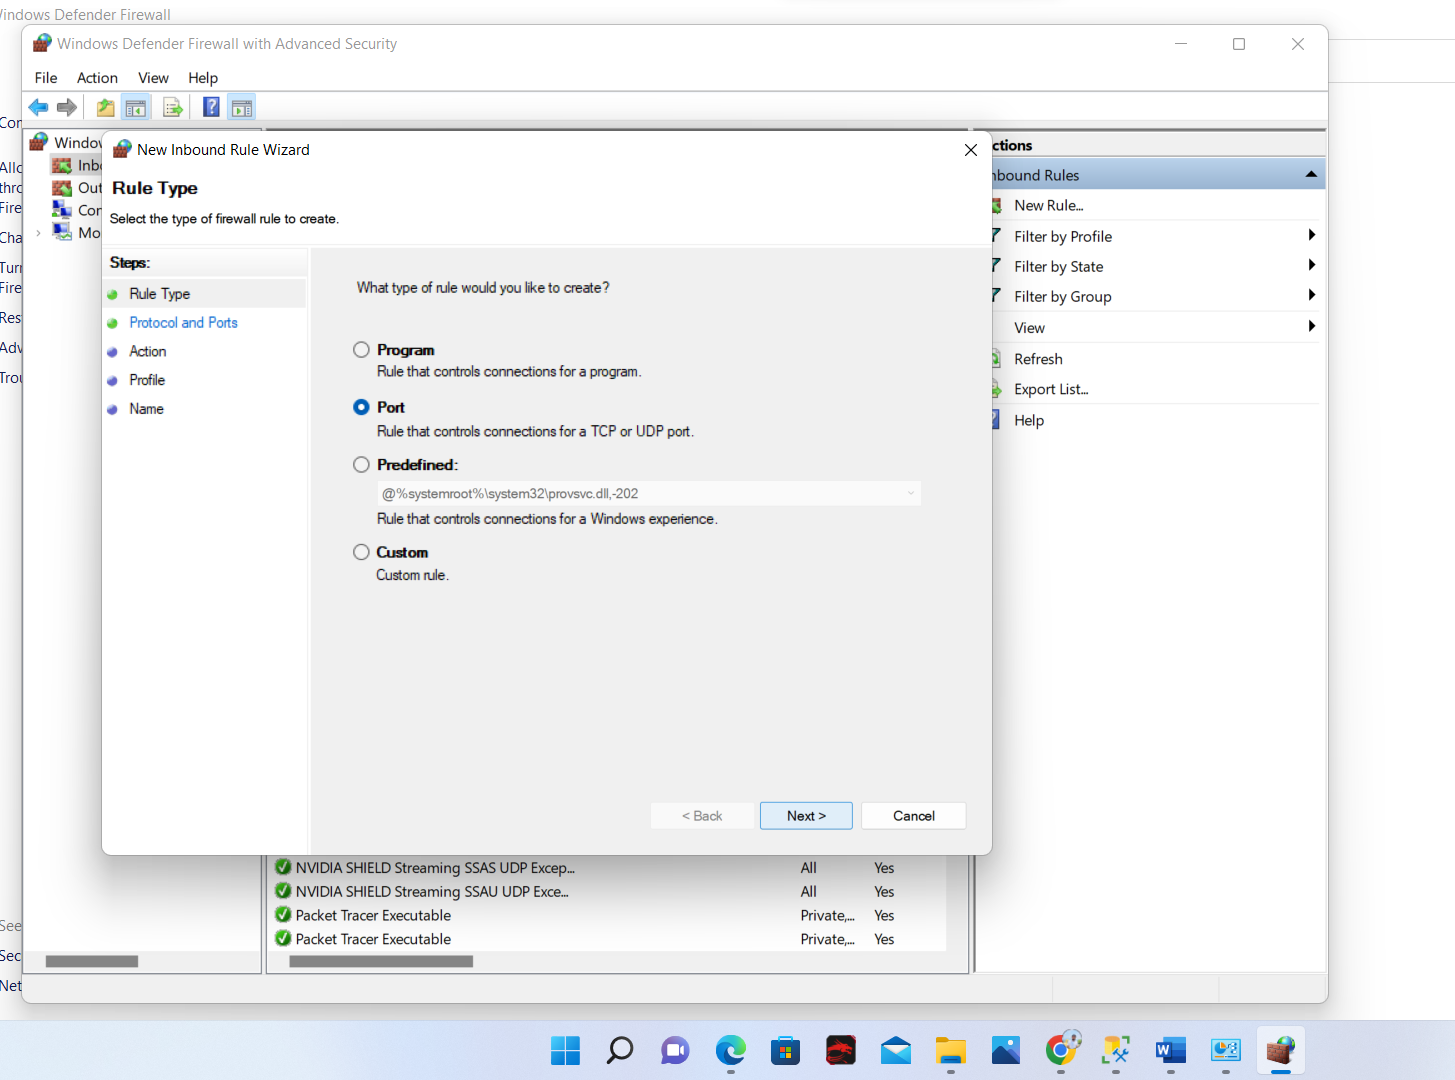 indows Defender Firewall
Windows Defender Firewall with Advanced Security
File Action View Help
Con
Allo
thro
Fire
Cha
Turn
Fire
Res
Adv
Trou
See
Sec
Net
Windov
Inbo
Out
Con
Mo
New Inbound Rule Wizard
Rule Type
Select the type of firewall rule to create.
Steps:
Rule Type
Protocol and Ports
Action
Profile
Name
What type of rule would you like to create?
Program
Rule that controls connections for a program.
Port
Rule that controls connections for a TCP or UDP port.
Predefined:
@%systemroot%\system32\provsvc.dll,-202
Rule that controls connections for a Windows experience.
Custom
Custom rule.
< Back Next > Cancel
NVIDIA SHIELD Streaming SSAS UDP Excep... All Yes
NVIDIA SHIELD Streaming SSAU UDP Exce... All Yes
Packet Tracer Executable Private,... Yes
Packet Tracer Executable Private,... Yes
ctions
nbound Rules
New Rule...
Filter by Profile
Filter by State
Filter by Group
View
Refresh
Export List...
Help